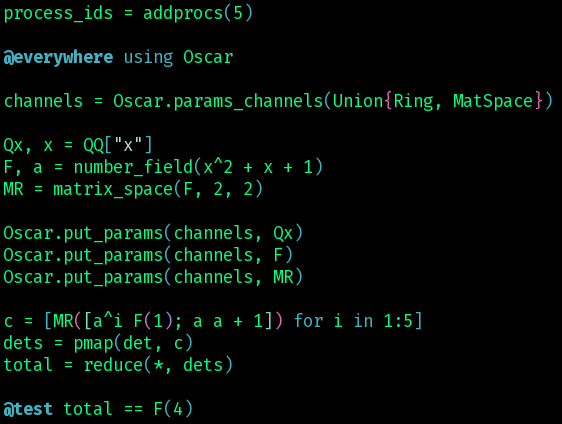 process_ids = addprocs(5)
@everywhere using Oscar
channels = Oscar.params_channels(Union{Ring, MatSpace})
Qx, x = QQ["x"]
F, a = number_field(x^2 + x + 1)
MR = matrix_space(F, 2, 2)
Oscar.put_params(channels, Qx)
Oscar.put_params(channels, F)
Oscar.put_params(channels, MR)
c = [MR([a^i F(1); a a + 1]) for i in 1:5]
dets = pmap(det, c)
total = reduce(*, dets)
@test total == F(4)